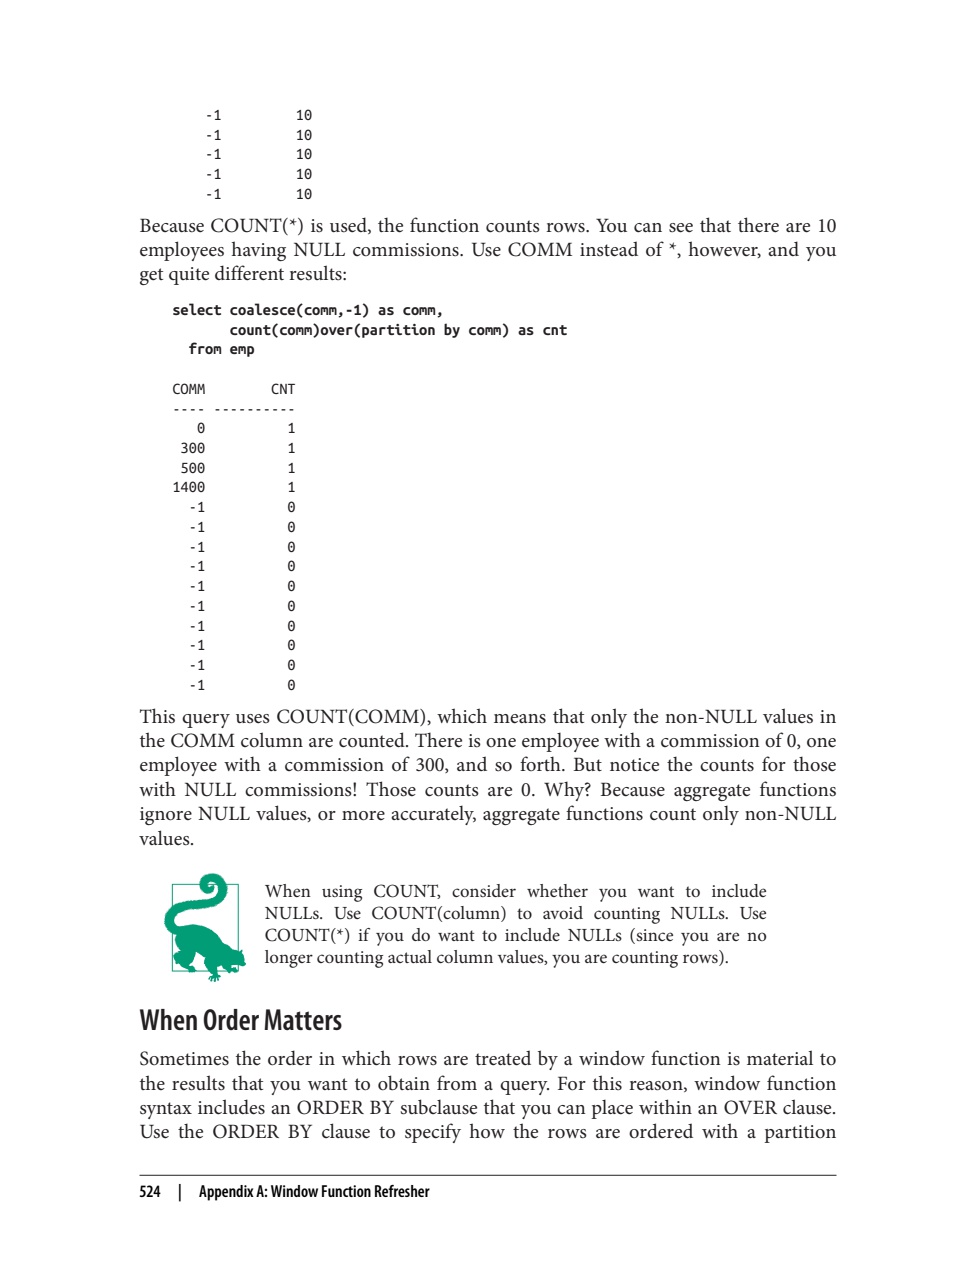 -1         10
-1         10
-1         10
-1         10
-1         10
Because COUNT(*) is used, the function counts rows. You can see that there are 10
employees having NULL commissions. Use COMM instead of *, however, and you
get quite different results:
select coalesce(comm,-1) as comm,
       count(comm)over(partition by comm) as cnt
  from emp
COMM        CNT
---- ----------
   0          1
 300          1
 500          1
1400          1
  -1          0
  -1          0
  -1          0
  -1          0
  -1          0
  -1          0
  -1          0
  -1          0
  -1          0
  -1          0
This query uses COUNT(COMM), which means that only the non-NULL values in
the COMM column are counted. There is one employee with a commission of 0, one
employee with a commission of 300, and so forth. But notice the counts for those
with NULL commissions! Those counts are 0. Why? Because aggregate functions
ignore NULL values, or more accurately, aggregate functions count only non-NULL
values.
When using COUNT, consider whether you want to include
NULLs. Use COUNT(column) to avoid counting NULLs. Use
COUNT(*) if you do want to include NULLs (since you are no
longer counting actual column values, you are counting rows).
When Order Matters
Sometimes the order in which rows are treated by a window function is material to
the results that you want to obtain from a query. For this reason, window function
syntax includes an ORDER BY subclause that you can place within an OVER clause.
Use the ORDER BY clause to specify how the rows are ordered with a partition
524 | Appendix A: Window Function Refresher